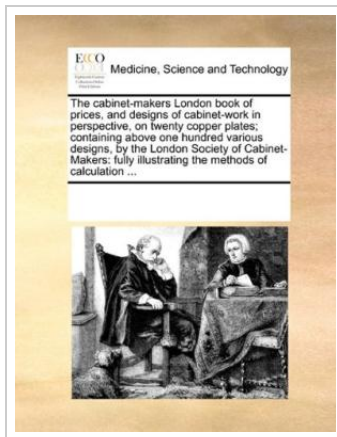 ECCO
Medicine, Science and Technology
The cabinet-makers London book of
prices, and designs of cabinet-work in
perspective, on twenty copper plates;
containing above one hundred various
designs, by the London Society of Cabinet-
Makers: fully illustrating the methods of
calculation ...